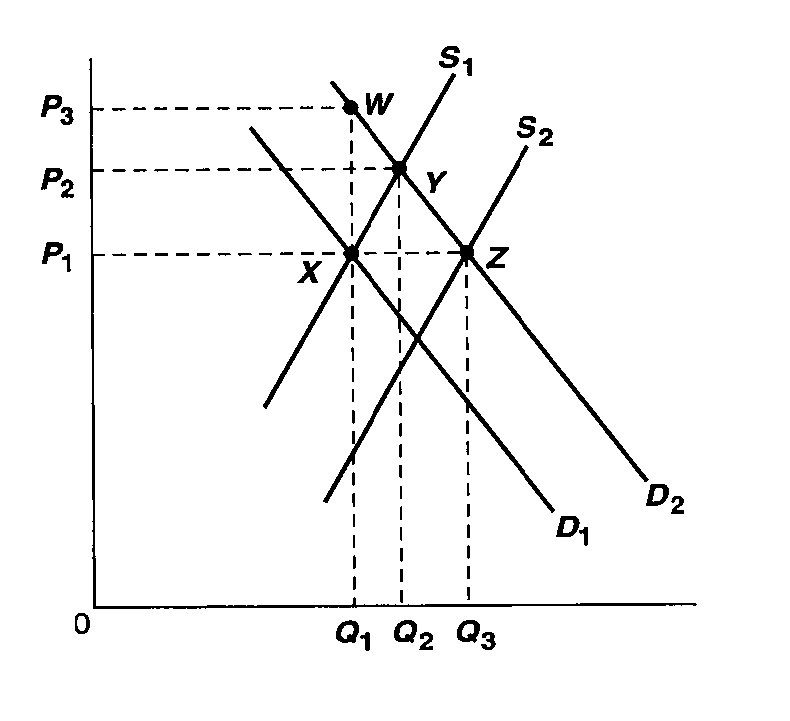 S1
P3 W
S2
P2 Y
P1 X Z
D2
D1
0 Q1 Q2 Q3